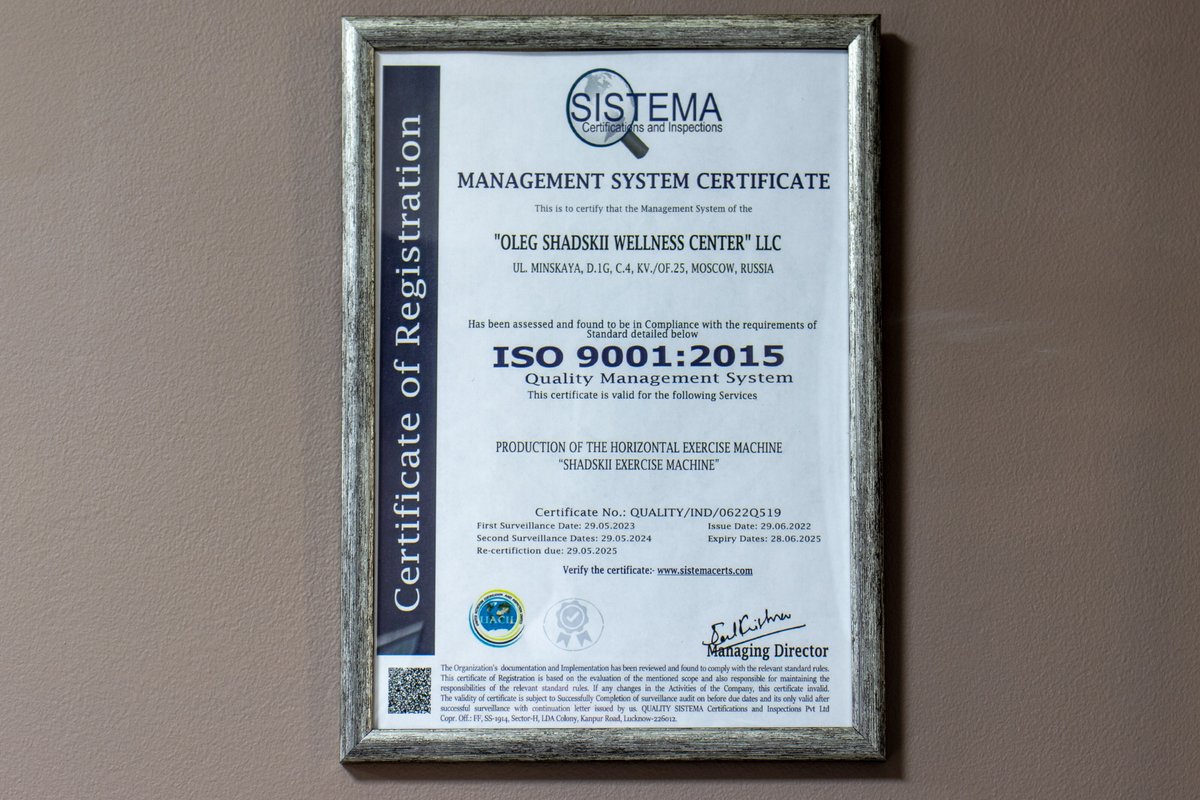 Certificate of Registration
SISTEMA
Certifications and Inspections
MANAGEMENT SYSTEM CERTIFICATE
This is to certify that the Management System of the
"OLEG SHADSKII WELLNESS CENTER" LLC
UL. MINSKAYA, D.1G, C.4, KV./OF.25, MOSCOW, RUSSIA
Has been assessed and found to be in Compliance with the requirements of
Standard detailed below
ISO 9001:2015
Quality Management System
This certificate is valid for the following Services
PRODUCTION OF THE HORIZONTAL EXERCISE MACHINE
“SHADSKII EXERCISE MACHINE”
Certificate No.: QUALITY/IND/0622Q519
First Surveillance Date: 29.05.2023 Issue Date: 29.06.2022
Second Surveillance Dates: 29.05.2024 Expiry Dates: 28.06.2025
Re-certifiction due: 29.05.2025
Verify the certificate:- www.sistemacerts.com
Managing Director
The Organization's documentation and Implementation has been reviewed and found to comply with the relevant standard rules.
This certificate of Registration is based on the evaluation of the mentioned scope and also responsible for maintaining the
responsibilities of the relevant standard rules. If any changes in the Activities of the Company, this certificate invalid.
The validity of certificate is subject to Successfully Completion of surveillance audit on before due dates and its only valid after
successful surveillance with continuation letter issued by us. QUALITY SISTEMA Certifications and Inspections Pvt Ltd
Copr. Off.: FF, SS-1914, Sector-H, LDA Colony, Kanpur Road, Lucknow-226012.